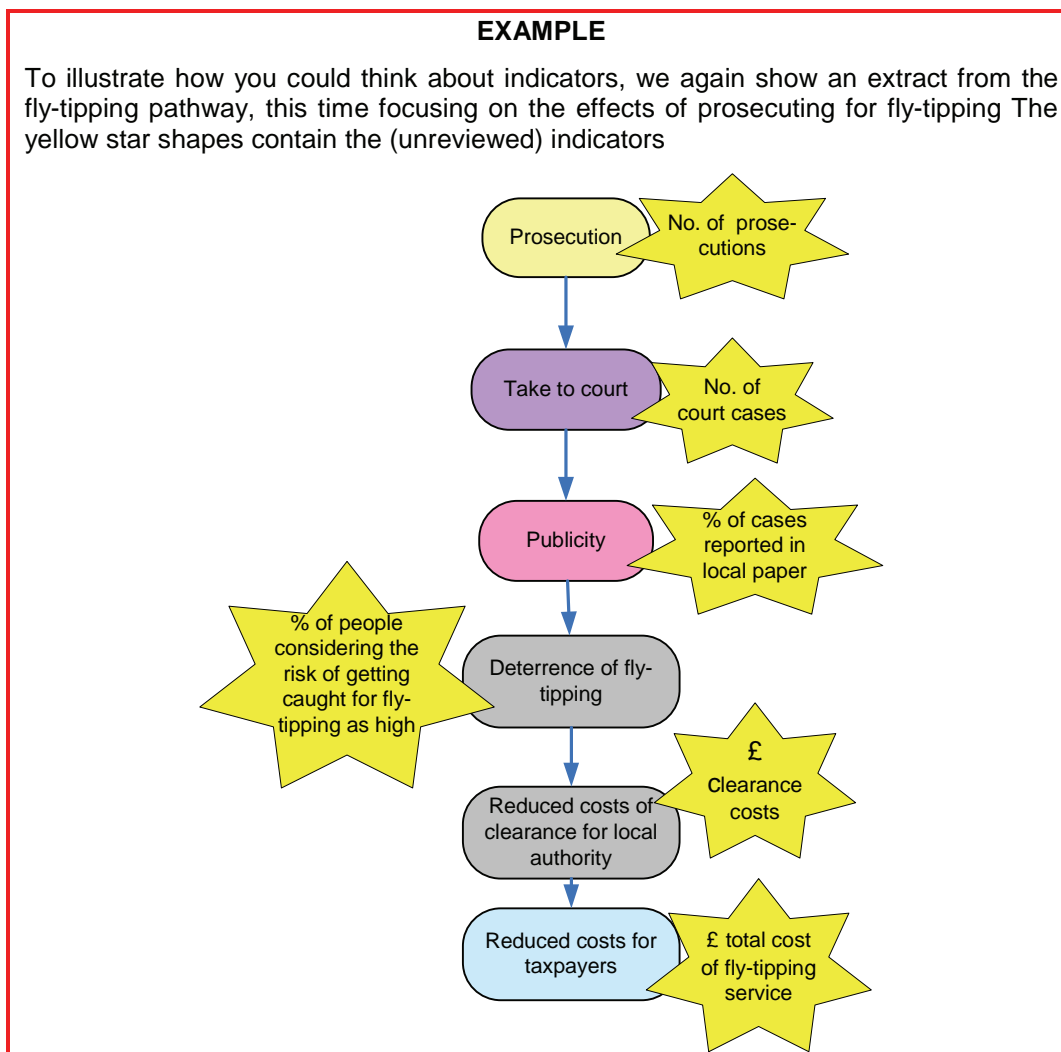 EXAMPLE
To illustrate how you could think about indicators, we again show an extract from the
fly-tipping pathway, this time focusing on the effects of prosecuting for fly-tipping The
yellow star shapes contain the (unreviewed) indicators
Prosecution
No. of prose-
cutions
Take to court
No. of
court cases
Publicity
% of cases
reported in
local paper
% of people
considering the
risk of getting
caught for fly-
tipping as high
Deterrence of fly-
tipping
£
Clearance
costs
Reduced costs of
clearance for local
authority
Reduced costs for
taxpayers
£ total cost
of fly-tipping
service